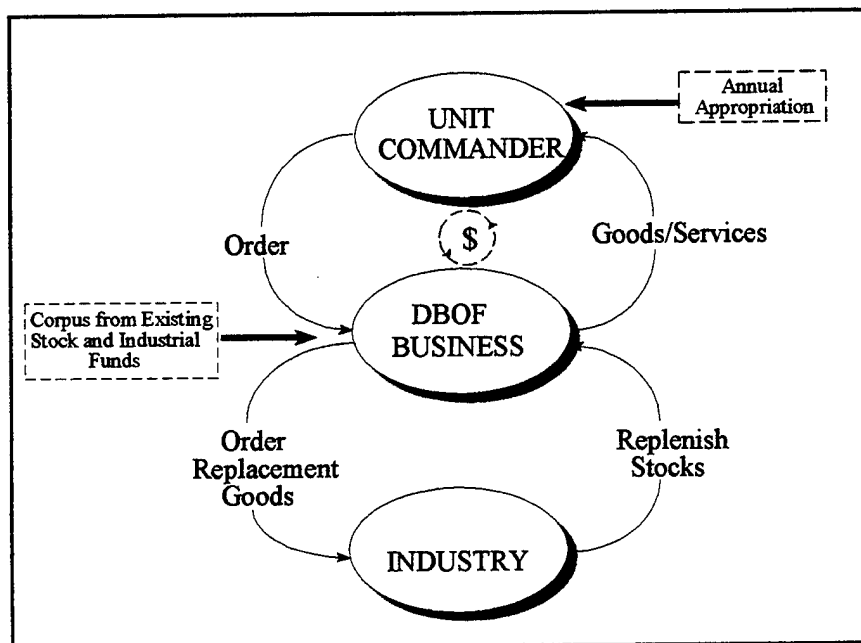 Annual
Appropriation
UNIT
COMMANDER
$
Order
Goods/Services
Corpus from Existing
Stock and Industrial
Funds
DBOF
BUSINESS
Order
Replacement
Goods
Replenish
Stocks
INDUSTRY